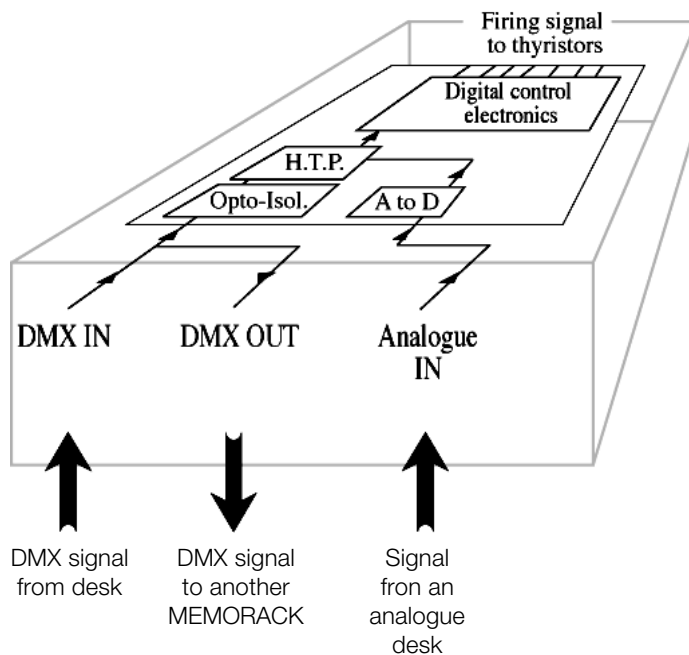 Firing signal
to thyristors
Digital control
electronics
H.T.P.
Opto-Isol.
A to D
DMX IN
DMX OUT
Analogue
IN
DMX signal
from desk
DMX signal
to another
MEMORACK
Signal
fron an
analogue
desk